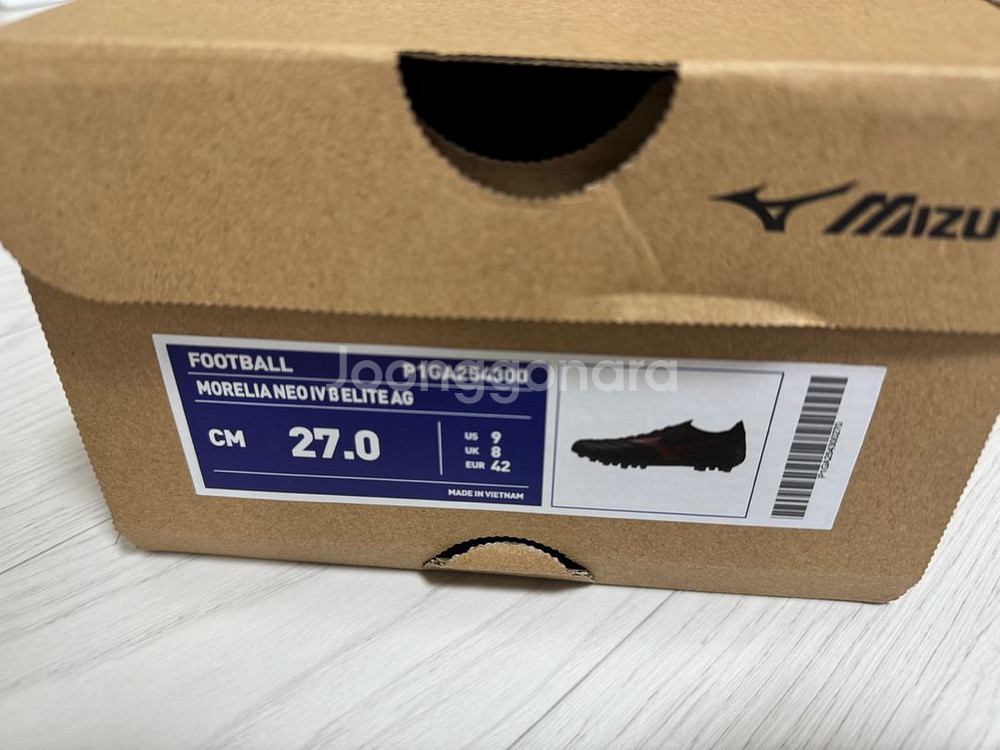 MIZU
FOOTBALL P1GA254300
MORELIA NEO IV β ELITE AG
CM 27.0
US 9
UK 8
EUR 42
MADE IN VIETNAM
Joonggonara